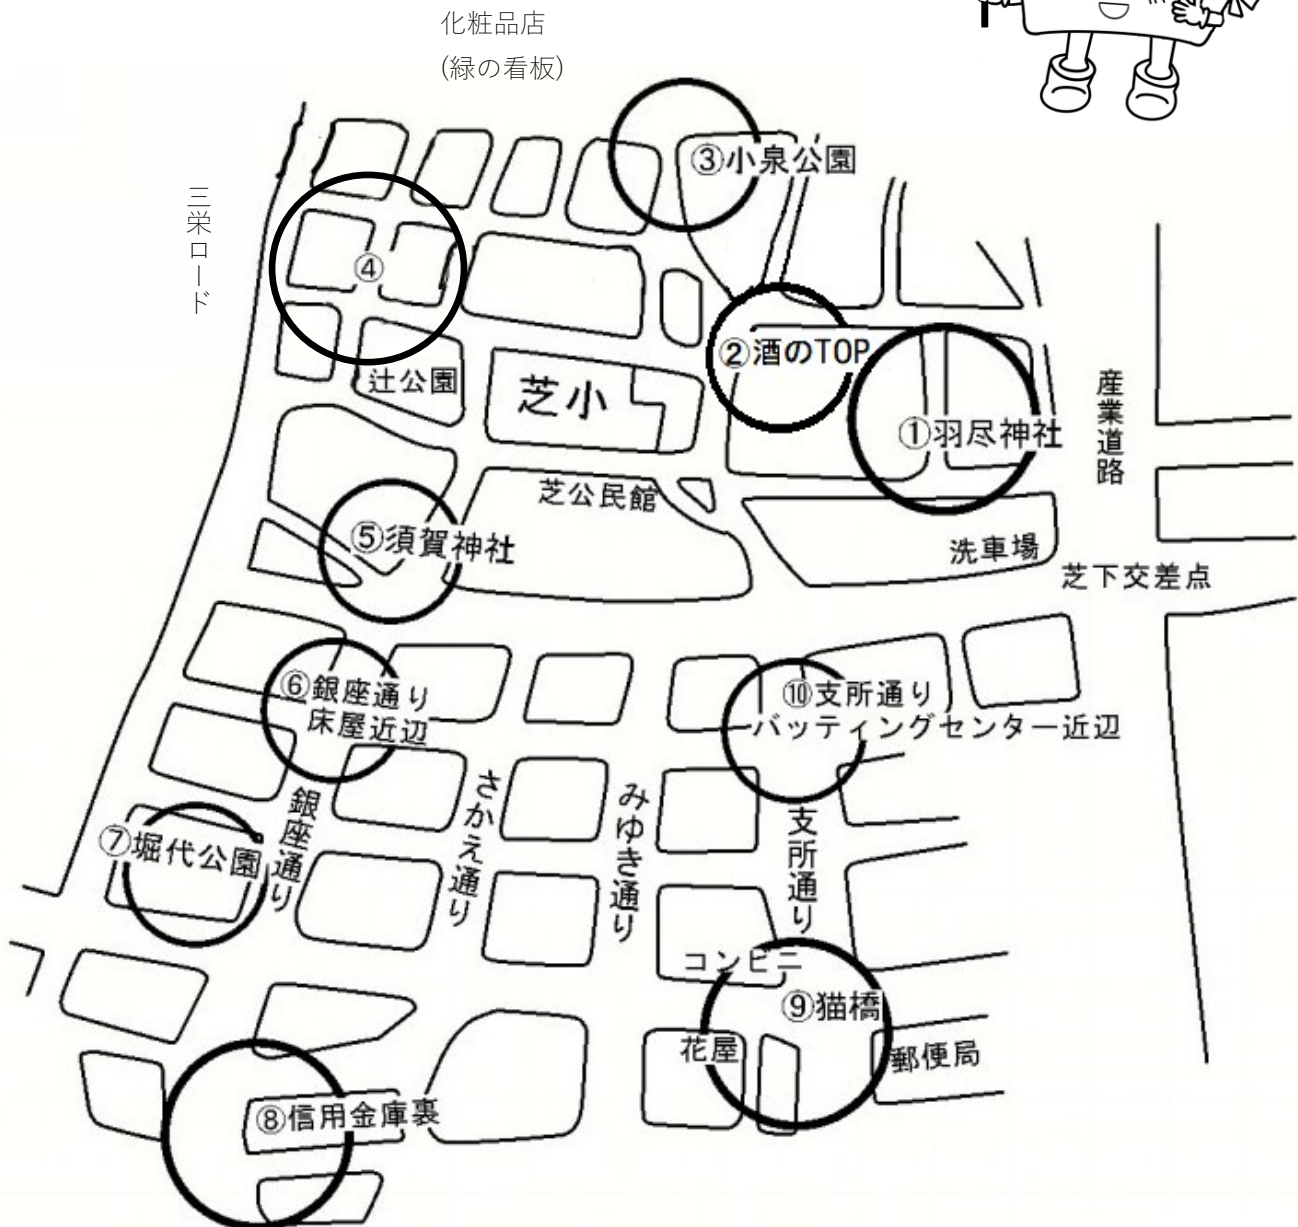 化粧品店
(緑の看板)
③小泉公園
三栄ロード
④
②酒のTOP
辻公園
芝小
産業道路
①羽尽神社
芝公民館
⑤須賀神社
洗車場
芝下交差点
⑥銀座通り
床屋近辺
⑩支所通り
バッティングセンター近辺
銀座通り
さかえ通り
みゆき通り
支所通り
⑦堀代公園
コンビニ
⑨猫橋
花屋
郵便局
⑧信用金庫裏